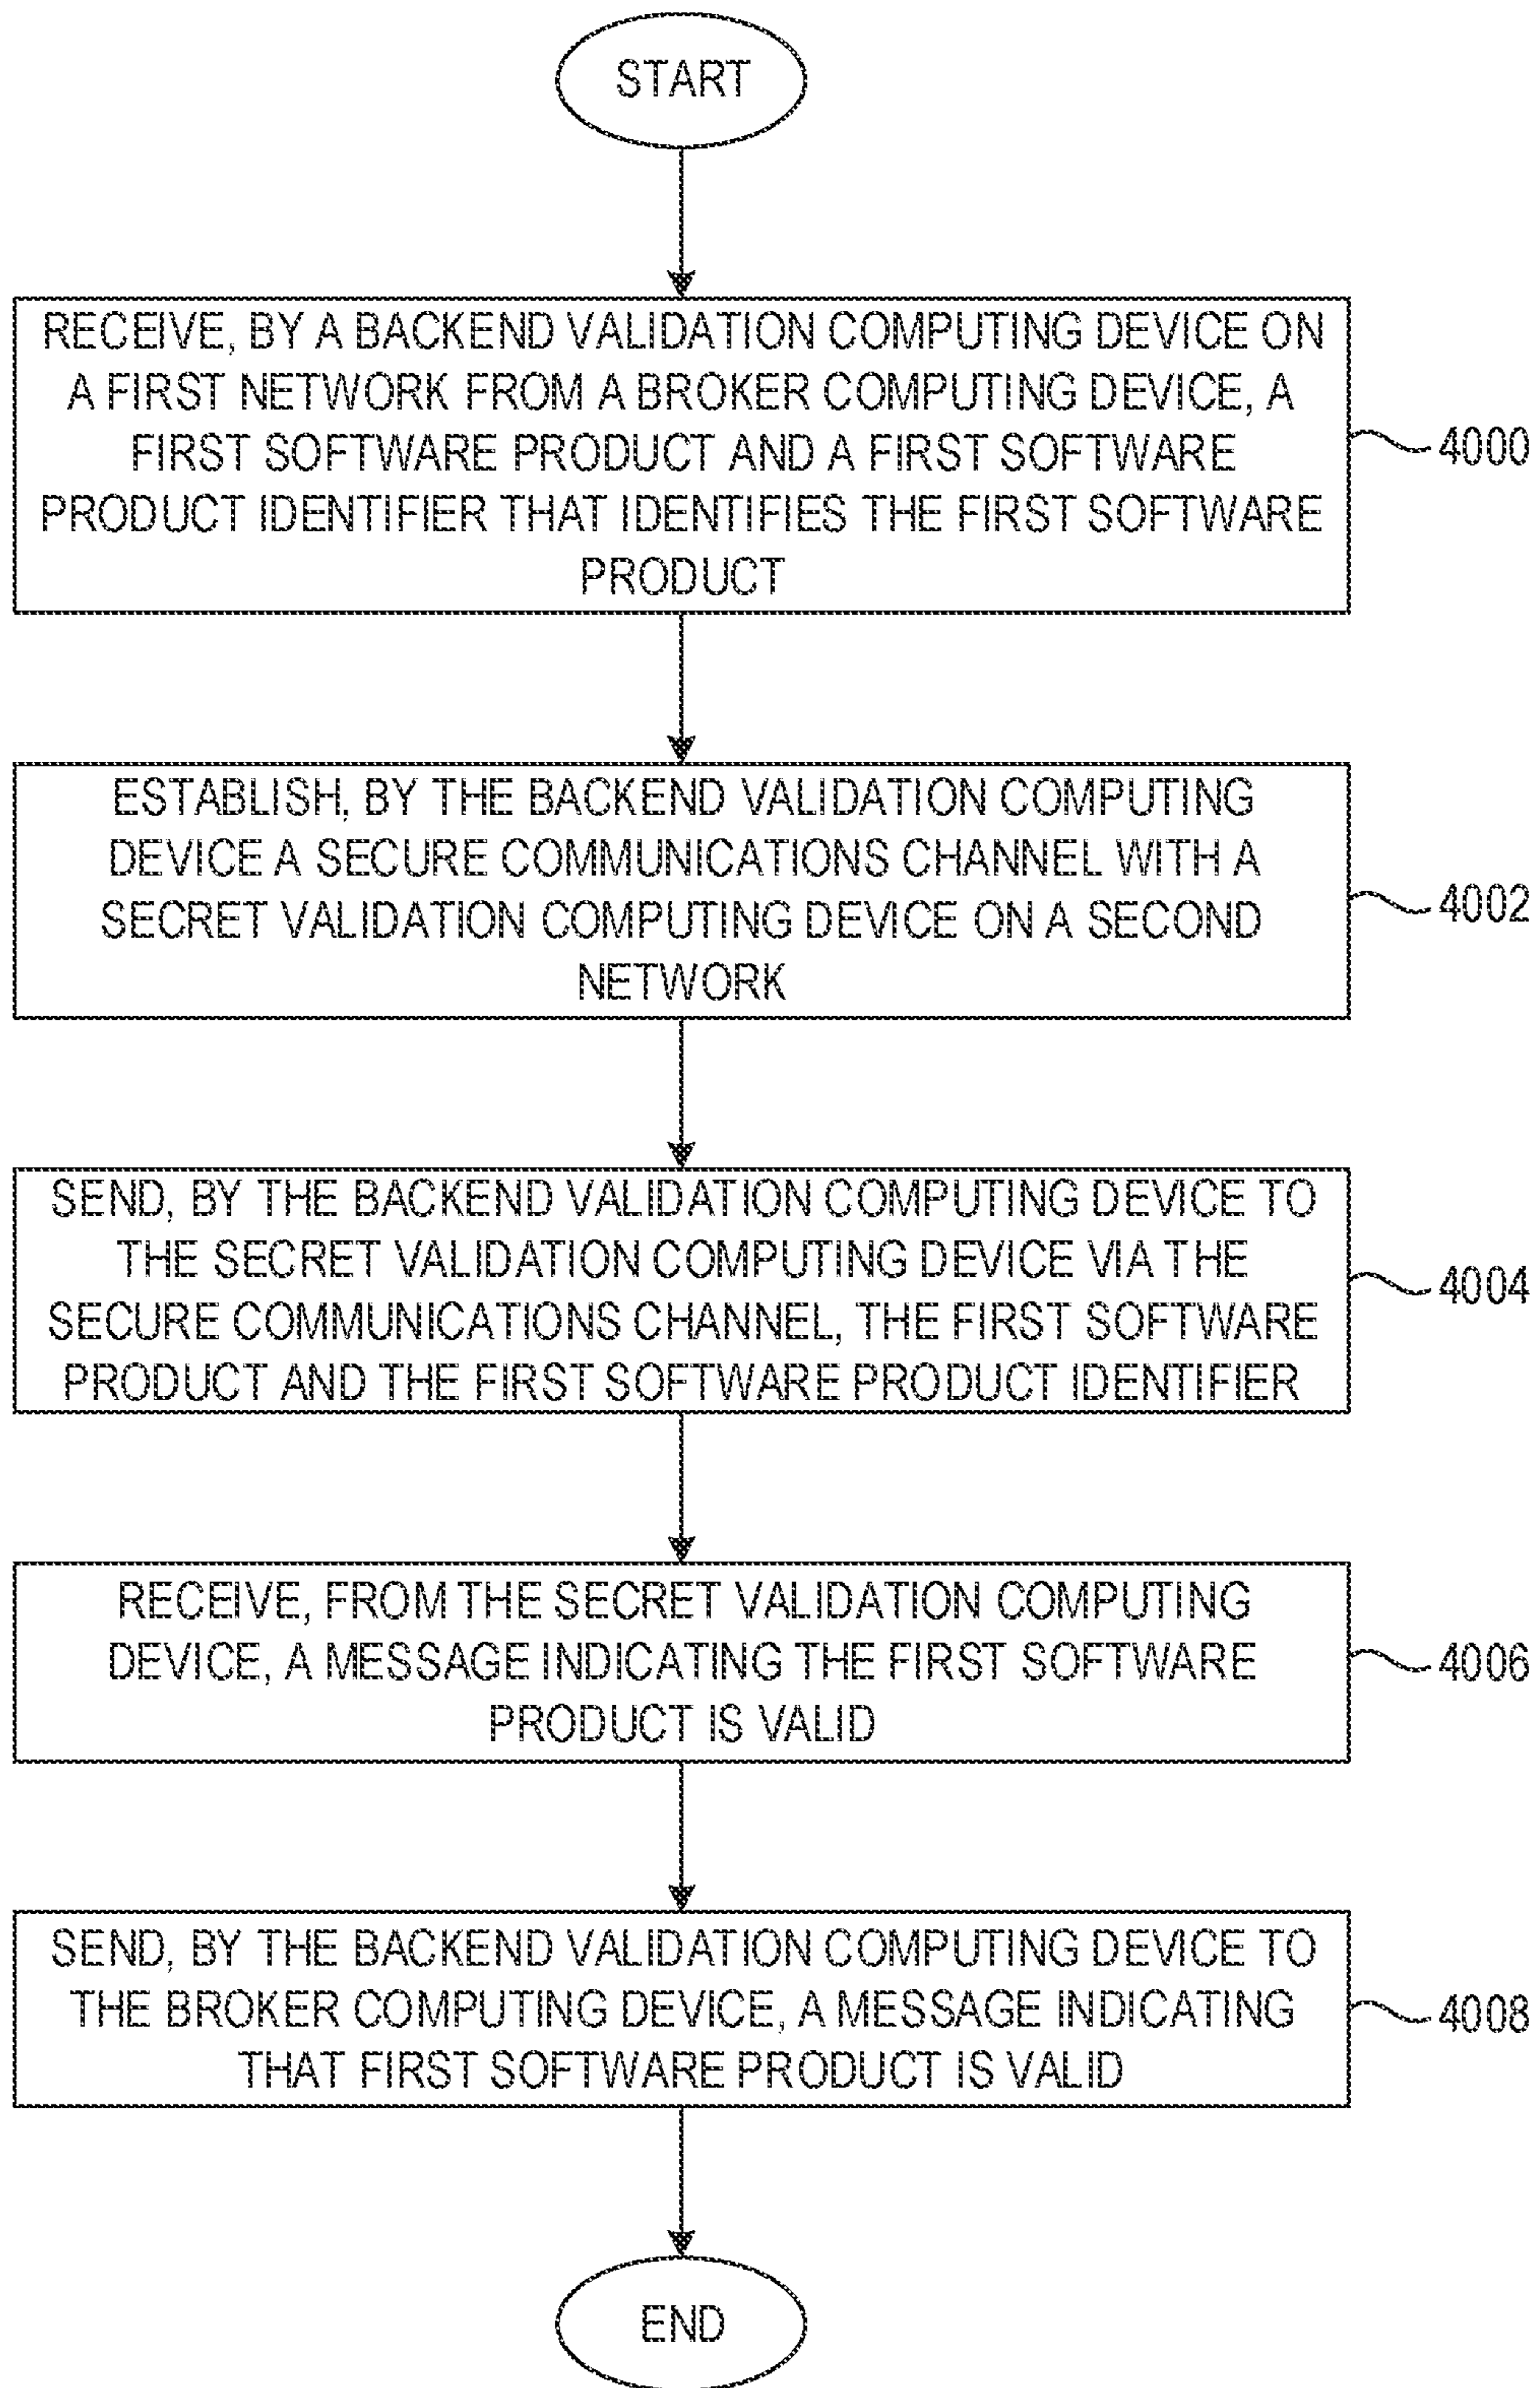 START
RECEIVE, BY A BACKEND VALIDATION COMPUTING DEVICE ON
A FIRST NETWORK FROM A BROKER COMPUTING DEVICE, A
FIRST SOFTWARE PRODUCT AND A FIRST SOFTWARE
PRODUCT IDENTIFIER THAT IDENTIFIES THE FIRST SOFTWARE
PRODUCT
4000
ESTABLISH, BY THE BACKEND VALIDATION COMPUTING
DEVICE A SECURE COMMUNICATIONS CHANNEL WITH A
SECRET VALIDATION COMPUTING DEVICE ON A SECOND
NETWORK
4002
SEND, BY THE BACKEND VALIDATION COMPUTING DEVICE TO
THE SECRET VALIDATION COMPUTING DEVICE VIA THE
SECURE COMMUNICATIONS CHANNEL, THE FIRST SOFTWARE
PRODUCT AND THE FIRST SOFTWARE PRODUCT IDENTIFIER
4004
RECEIVE, FROM THE SECRET VALIDATION COMPUTING
DEVICE, A MESSAGE INDICATING THE FIRST SOFTWARE
PRODUCT IS VALID
4006
SEND, BY THE BACKEND VALIDATION COMPUTING DEVICE TO
THE BROKER COMPUTING DEVICE, A MESSAGE INDICATING
THAT FIRST SOFTWARE PRODUCT IS VALID
4008
END